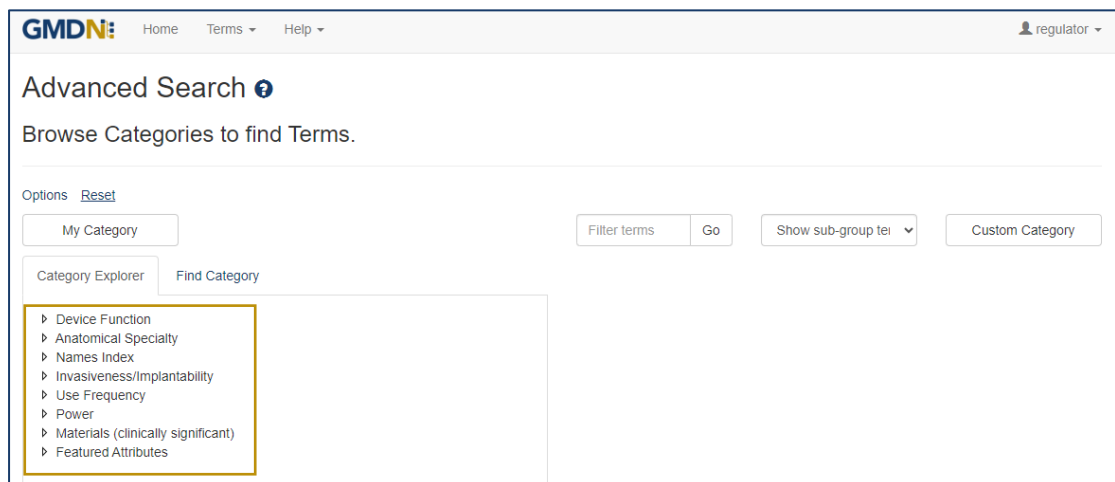 GMDN Home Terms Help regulator
Advanced Search ?
Browse Categories to find Terms.
Options Reset
My Category Filter terms Go Show sub-group ter Custom Category
Category Explorer Find Category
Device Function
Anatomical Specialty
Names Index
Invasiveness/Implantability
Use Frequency
Power
Materials (clinically significant)
Featured Attributes